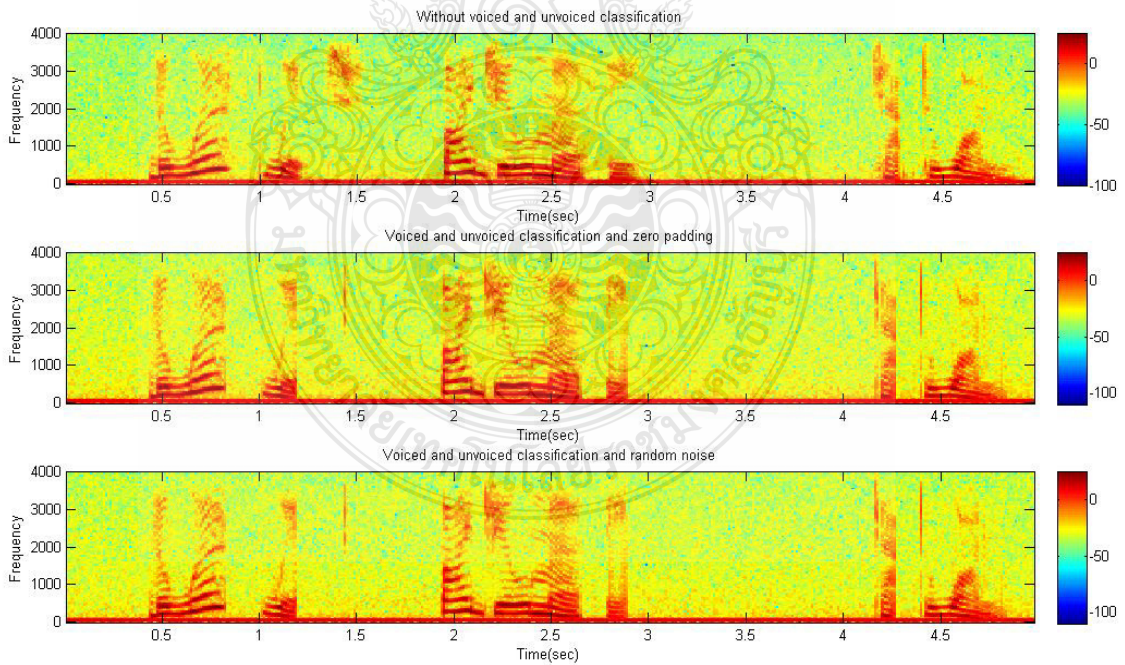 Without voiced and unvoiced classification
4000
3000
2000
1000
0
Frequency
0.5 1 1.5 2 2.5 3 3.5 4 4.5
Time(sec)
0
-50
-100
Voiced and unvoiced classification and zero padding
4000
3000
2000
1000
0
Frequency
0.5 1 1.5 2 2.5 3 3.5 4 4.5
Time(sec)
0
-50
-100
Voiced and unvoiced classification and random noise
4000
3000
2000
1000
0
Frequency
0.5 1 1.5 2 2.5 3 3.5 4 4.5
Time(sec)
0
-50
-100